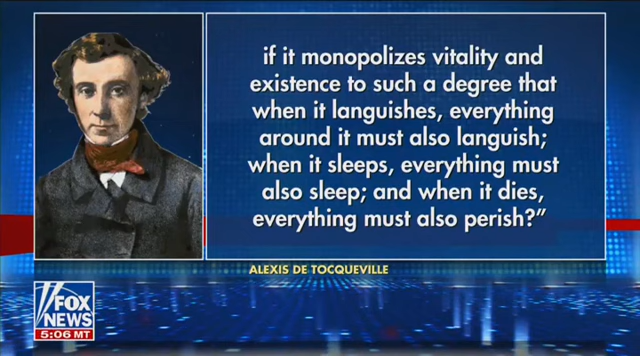 if it monopolizes vitality and
existence to such a degree that
when it languishes, everything
around it must also languish;
when it sleeps, everything must
also sleep; and when it dies,
everything must also perish?”
ALEXIS DE TOCQUEVILLE
FOX
NEWS
5:06 MT